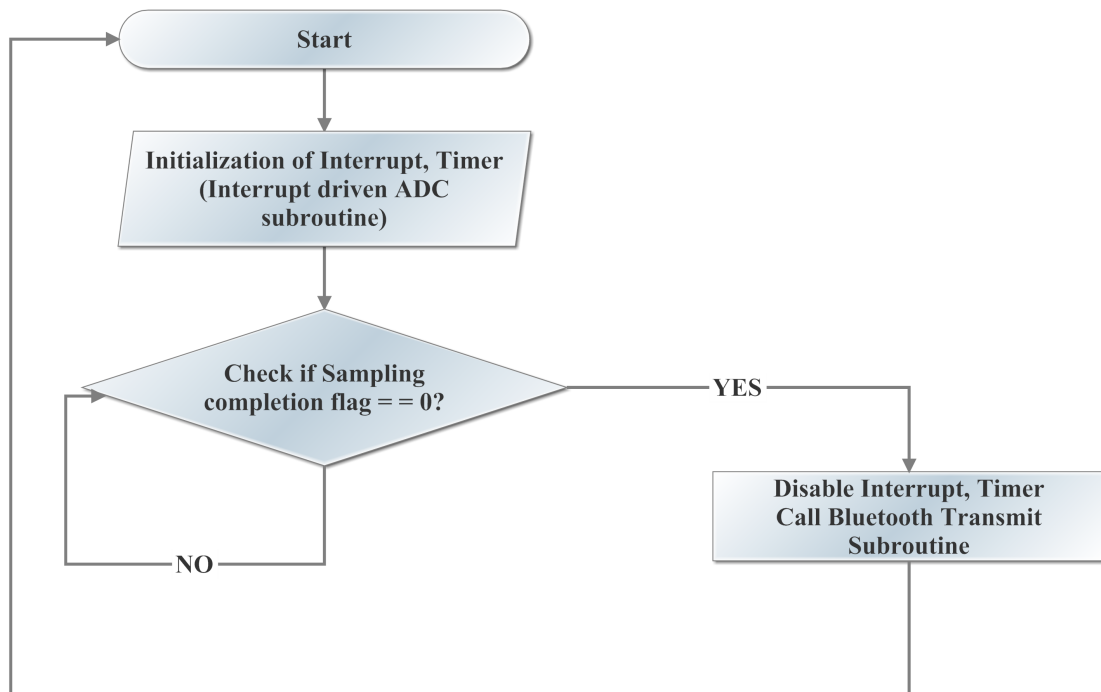 Start
Initialization of Interrupt, Timer
(Interrupt driven ADC
subroutine)
Check if Sampling
completion flag = = 0?
YES
Disable Interrupt, Timer
Call Bluetooth Transmit
Subroutine
NO